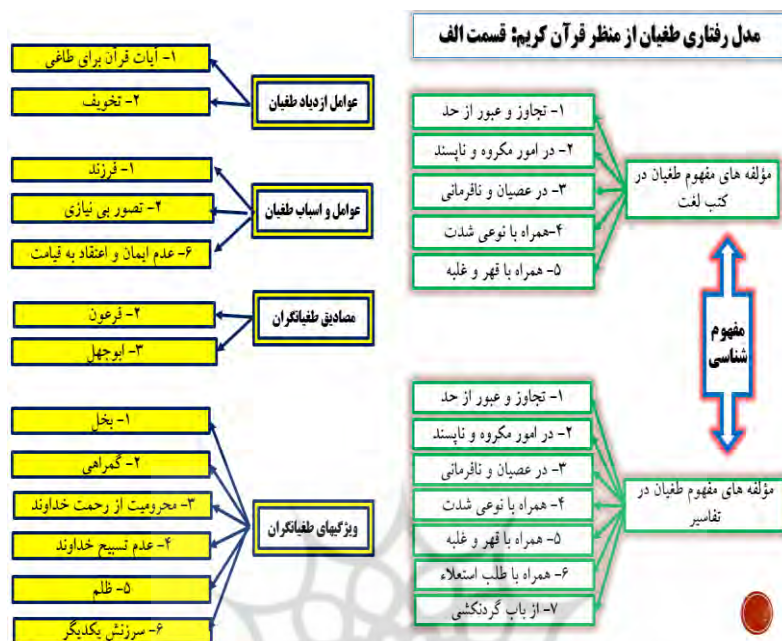 مدل رفتاری طغیان از منظر قرآن کریم: قسمت الف
مفهوم
شناسی
مؤلفه های مفهوم طغیان در
کتب لغت
۱- تجاوز و عبور از حد
۲- در امور مکروه و ناپسند
۳- در عصیان و نافرمانی
۴-همراه با نوعی شدت
۵- همراه با قهر و غلبه
مؤلفه های مفهوم طغیان در
تفاسیر
۱- تجاوز و عبور از حد
۲- در امور مکروه و ناپسند
۳- در عصیان و نافرمانی
۴- همراه با نوعی شدت
۵- همراه با قهر و غلبه
۶- همراه با طلب استعلاء
۷- از باب گردنکشی
عوامل ازدیاد طغیان
۱- آیات قرآن برای طاغی
۲- تخویف
عوامل و اسباب طغیان
۱- فرزند
۲- تصور بی نیازی
۶- عدم ایمان و اعتقاد به قیامت
مصادیق طغیانگران
۲- فرعون
۳- ابوجهل
ویژگیهای طغیانگران
۱- بخل
۲- گمراهی
۳- محرومیت از رحمت خداوند
۴- عدم تسبیح خداوند
۵- ظلم
۶- سرزنش یکدیگر